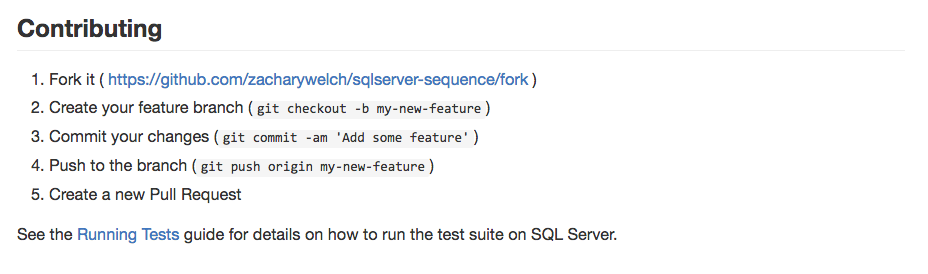 Contributing
1. Fork it ( https://github.com/zacharywelch/sqlserver-sequence/fork )
2. Create your feature branch ( git checkout -b my-new-feature )
3. Commit your changes ( git commit -am 'Add some feature' )
4. Push to the branch ( git push origin my-new-feature )
5. Create a new Pull Request
See the Running Tests guide for details on how to run the test suite on SQL Server.